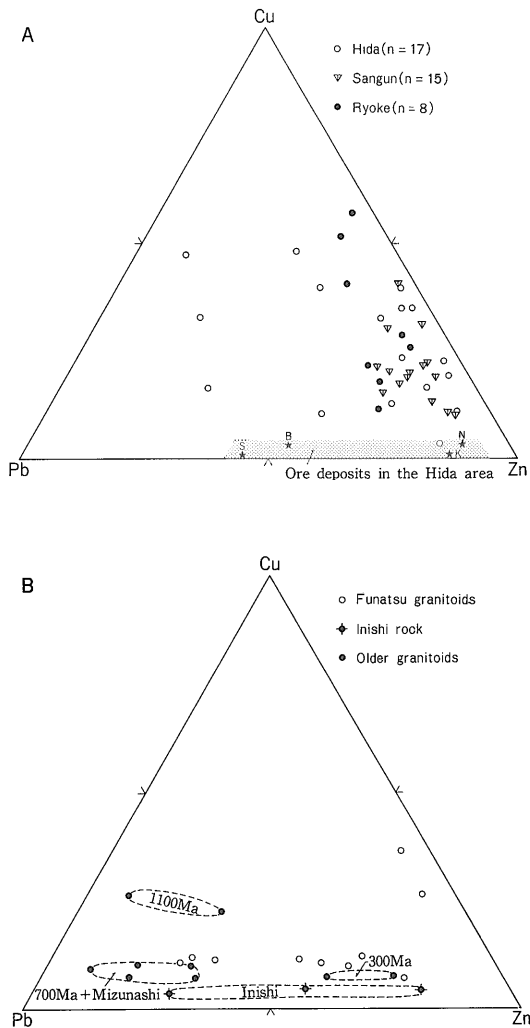 A
Cu
Hida(n=17)
Sangun(n=15)
Ryoke(n=8)
S
B
N
K
Pb
Zn
Ore deposits in the Hida area
B
Cu
Funatsu granitoids
Inishi rock
Older granitoids
1100Ma
300Ma
700Ma+Mizunashi
Inishi
Pb
Zn